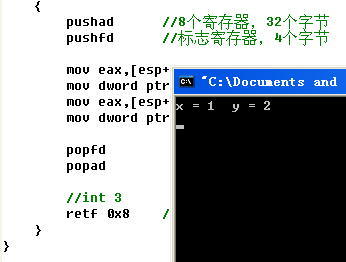 {
pushad //8个寄存器, 32个字节
pushfd //标志寄存器, 4个字节
mov eax,[esp+
mov dword ptr
mov eax,[esp+
mov dword ptr
"C:\Documents and
x = 1 y = 2
popfd
popad
//int 3
retf 0x8 /
}
}